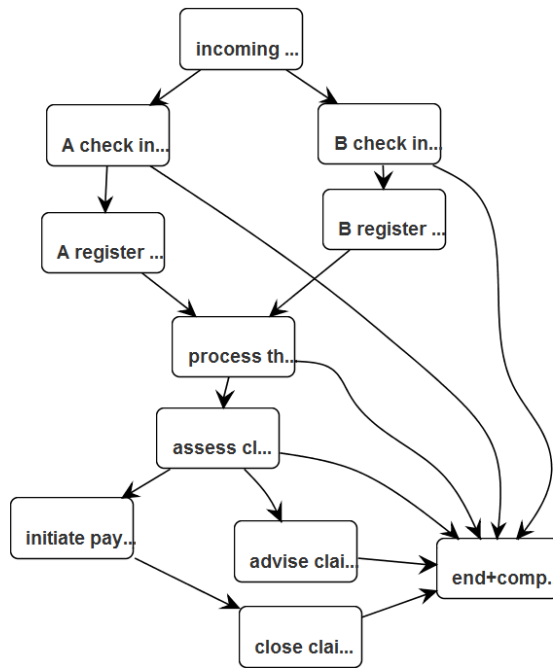 incoming ...
A check in...
B check in...
A register ...
B register ...
process th...
assess cl...
initiate pay...
advise clai...
end+comp...
close clai...